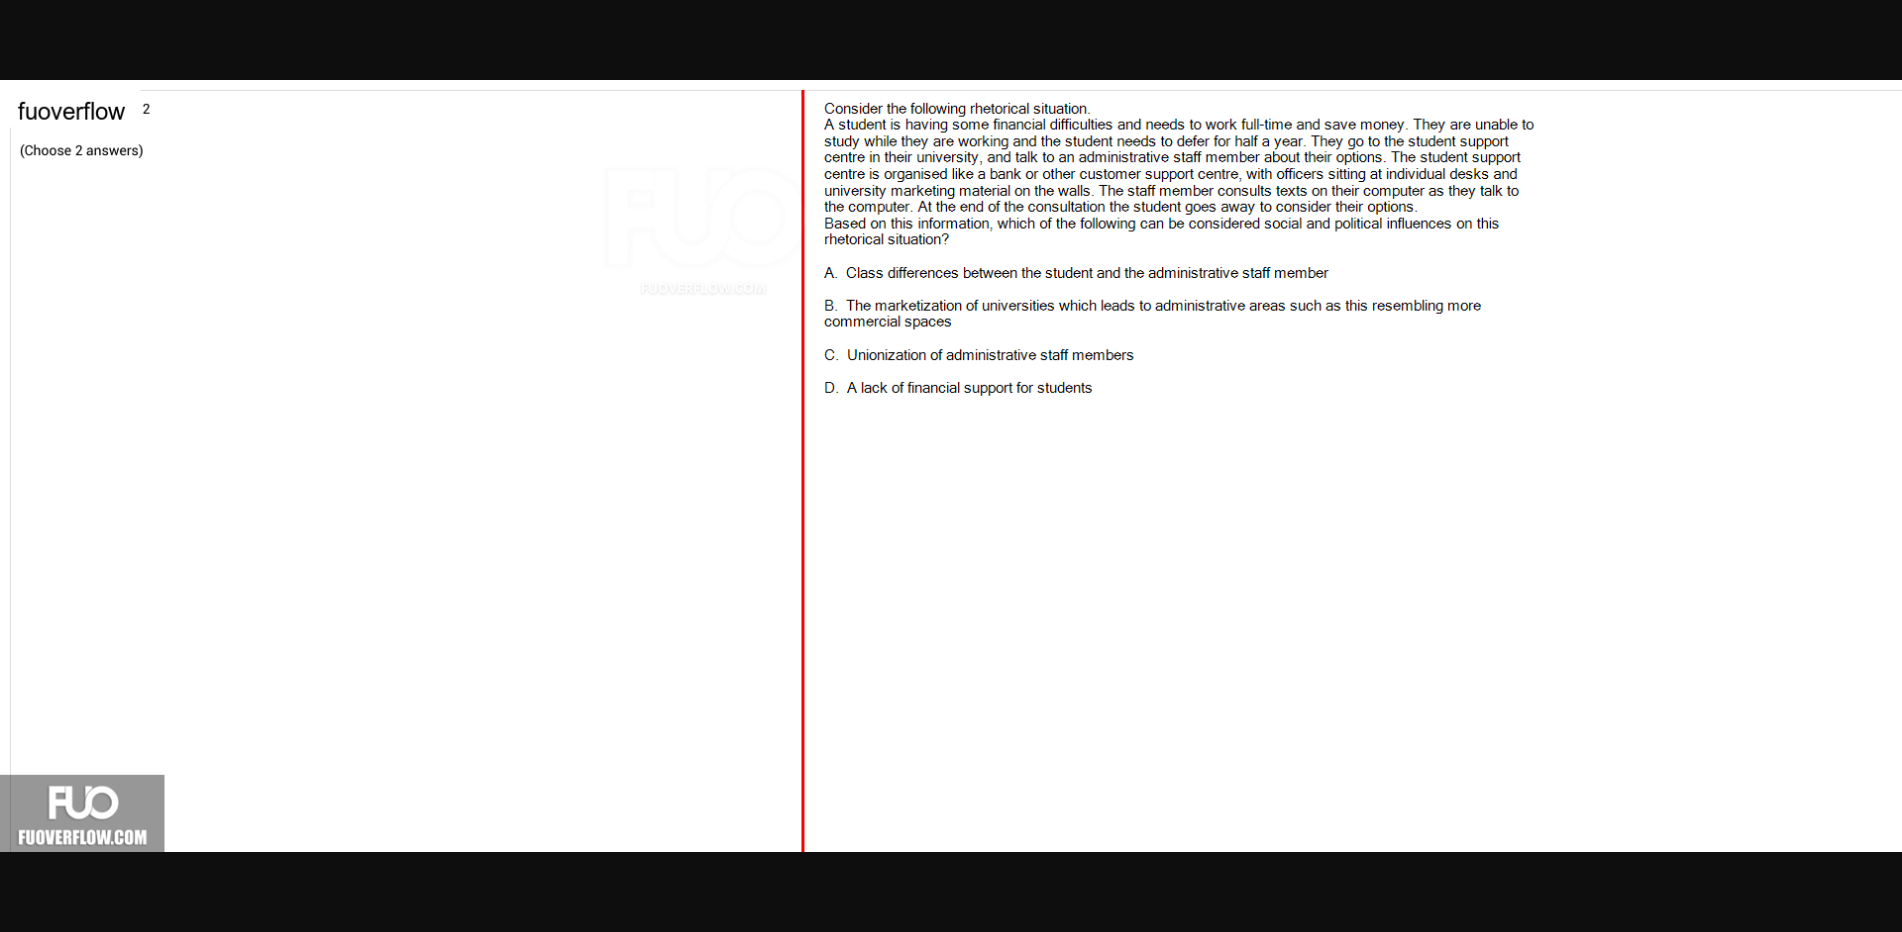 fuoverflow 2
(Choose 2 answers)
Consider the following rhetorical situation.
A student is having some financial difficulties and needs to work full-time and save money. They are unable to
study while they are working and the student needs to defer for half a year. They go to the student support
centre in their university, and talk to an administrative staff member about their options. The student support
centre is organised like a bank or other customer support centre, with officers sitting at individual desks and
university marketing material on the walls. The staff member consults texts on their computer as they talk to
the computer. At the end of the consultation the student goes away to consider their options.
Based on this information, which of the following can be considered social and political influences on this
rhetorical situation?
A. Class differences between the student and the administrative staff member
B. The marketization of universities which leads to administrative areas such as this resembling more
commercial spaces
C. Unionization of administrative staff members
D. A lack of financial support for students
FUO
FUOVERFLOW.COM
FUO
FUOVERFLOW.COM